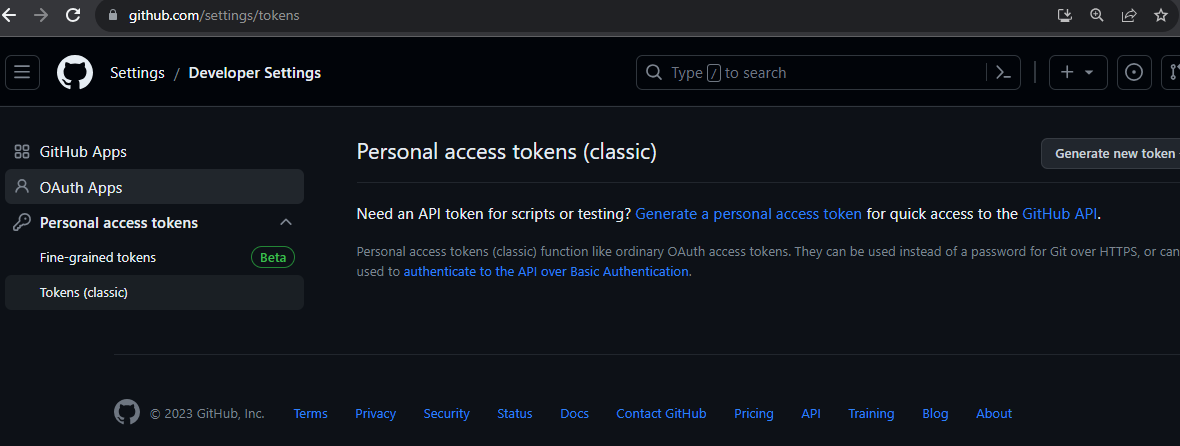 github.com/settings/tokens
Settings / Developer Settings
Type / to search
GitHub Apps
OAuth Apps
Personal access tokens
Fine-grained tokens Beta
Tokens (classic)
Personal access tokens (classic)
Generate new token
Need an API token for scripts or testing? Generate a personal access token for quick access to the GitHub API.
Personal access tokens (classic) function like ordinary OAuth access tokens. They can be used instead of a password for Git over HTTPS, or can
used to authenticate to the API over Basic Authentication.
© 2023 GitHub, Inc. Terms Privacy Security Status Docs Contact GitHub Pricing API Training Blog About